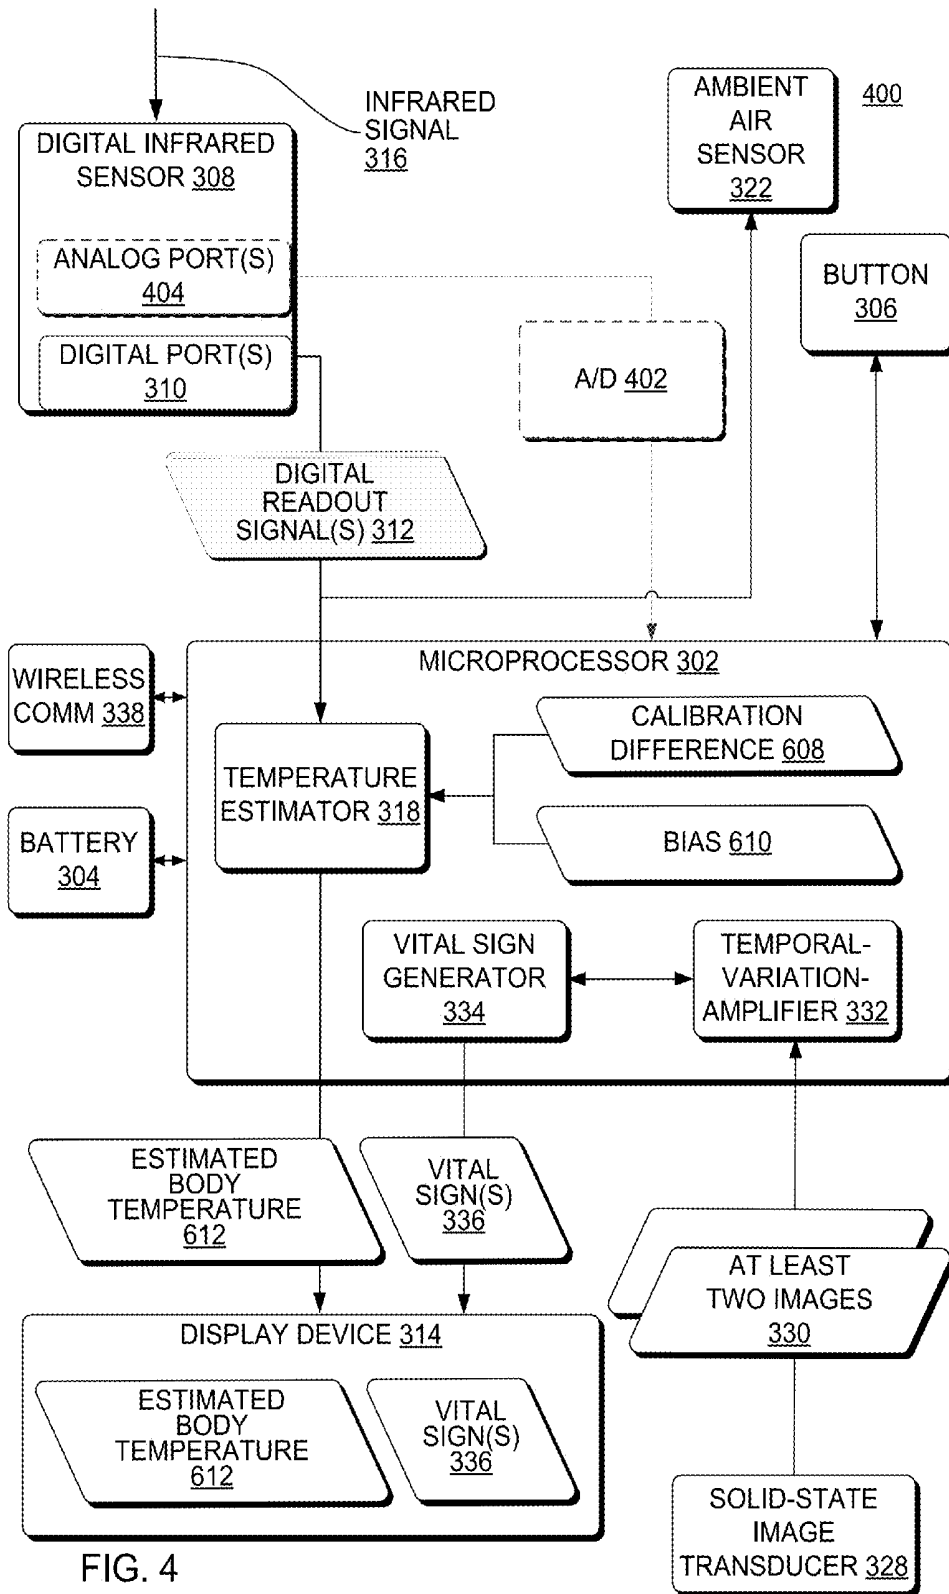 INFRARED
SIGNAL
316
DIGITAL INFRARED
SENSOR 308
ANALOG PORT(S)
404
DIGITAL PORT(S)
310
AMBIENT
AIR
SENSOR
322
400
BUTTON
306
A/D 402
DIGITAL
READOUT
SIGNAL(S) 312
MICROPROCESSOR 302
WIRELESS
COMM 338
BATTERY
304
TEMPERATURE
ESTIMATOR 318
CALIBRATION
DIFFERENCE 608
BIAS 610
VITAL SIGN
GENERATOR
334
TEMPORAL-
VARIATION-
AMPLIFIER 332
ESTIMATED
BODY
TEMPERATURE
612
VITAL
SIGN(S)
336
AT LEAST
TWO IMAGES
330
DISPLAY DEVICE 314
ESTIMATED
BODY
TEMPERATURE
612
VITAL
SIGN(S)
336
SOLID-STATE
IMAGE
TRANSDUCER 328
FIG. 4